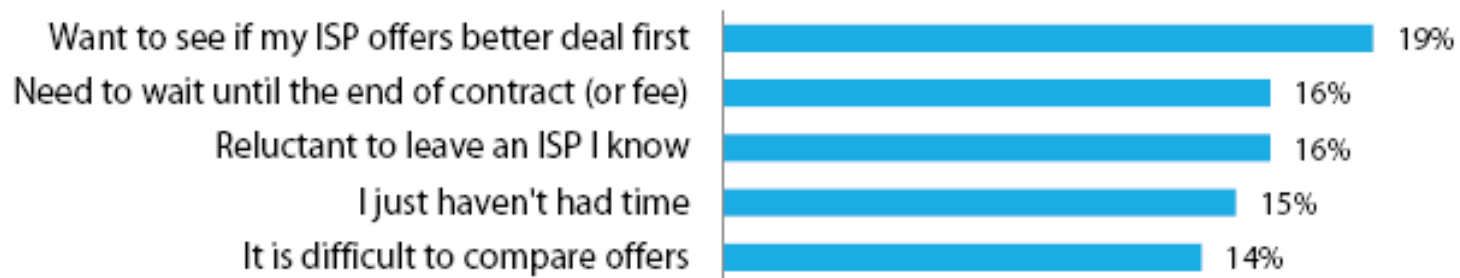 Want to see if my ISP offers better deal first 19%
Need to wait until the end of contract (or fee) 16%
Reluctant to leave an ISP I know 16%
I just haven't had time 15%
It is difficult to compare offers 14%